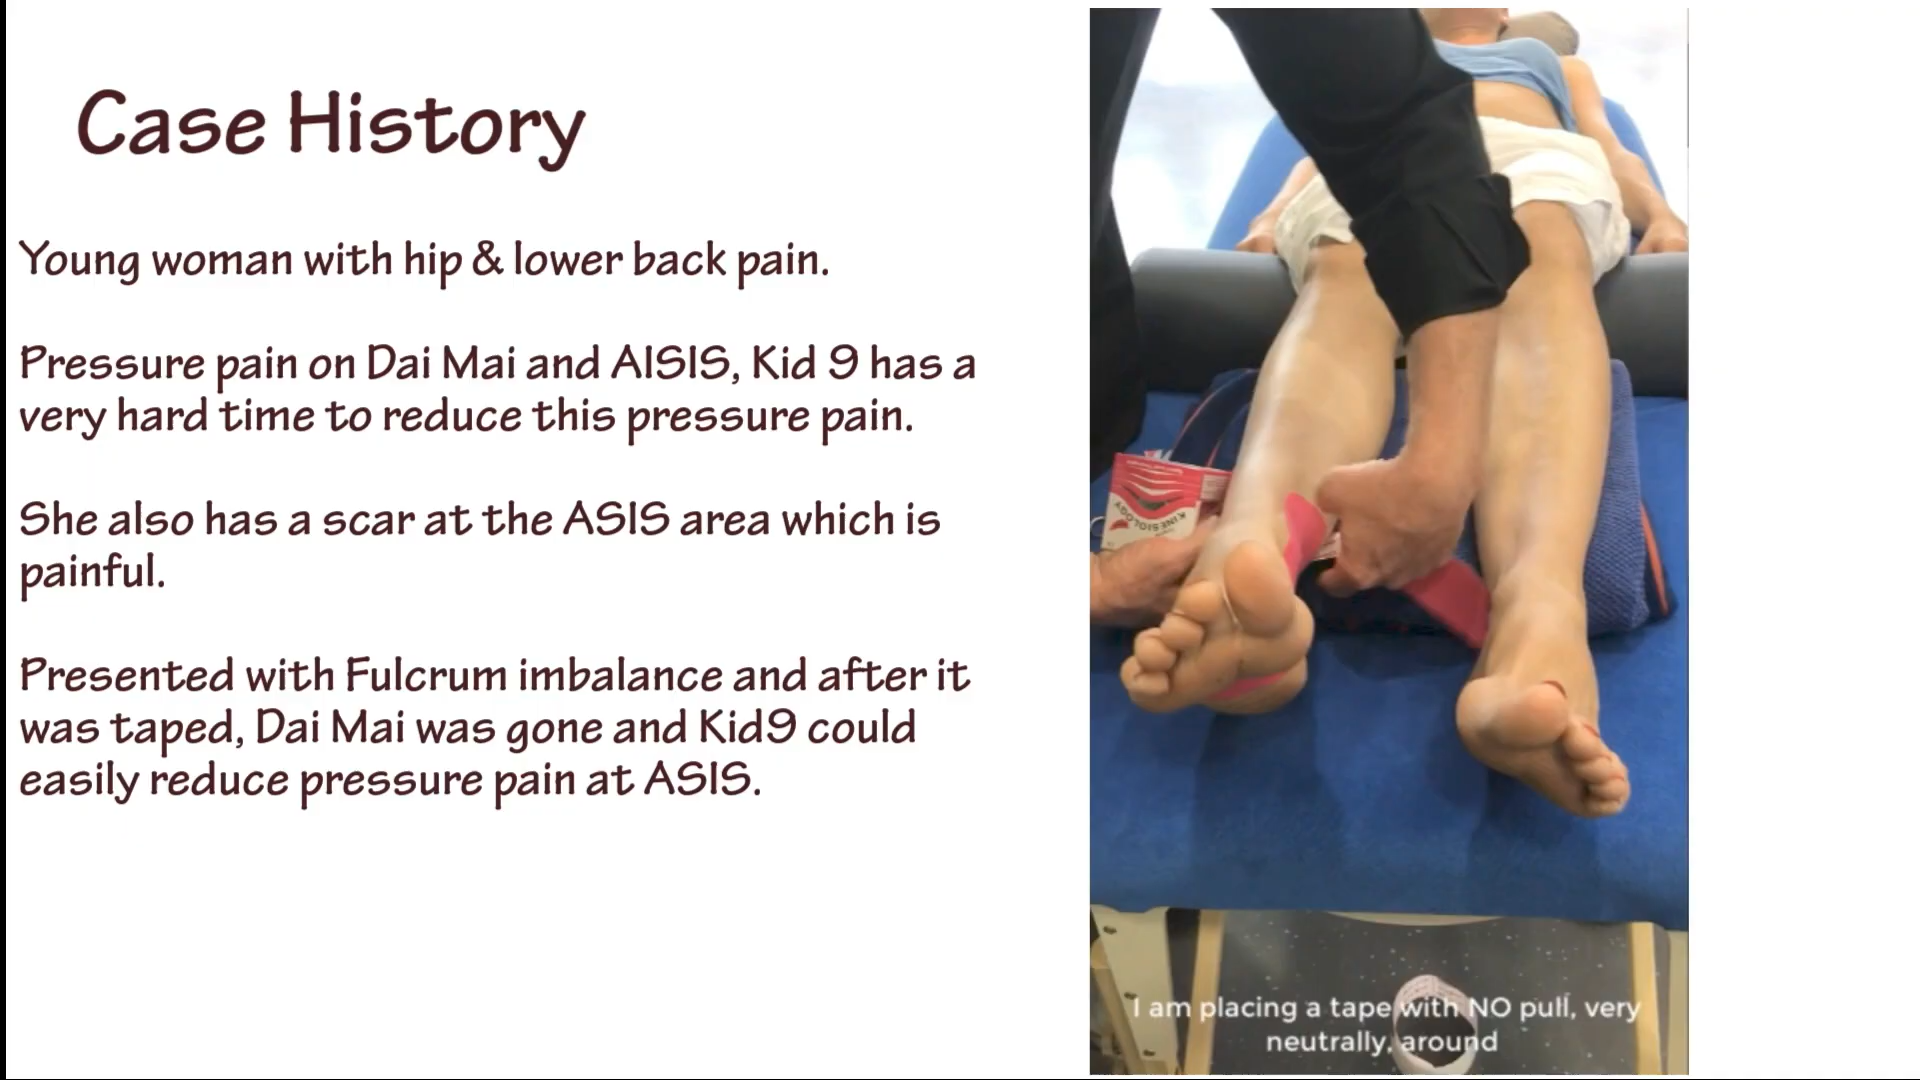 Case History
Young woman with hip & lower back pain.
Pressure pain on Dai Mai and AISIS, Kid 9 has a
very hard time to reduce this pressure pain.
She also has a scar at the ASIS area which is
painful.
Presented with Fulcrum imbalance and after it
was taped, Dai Mai was gone and Kid9 could
easily reduce pressure pain at ASIS.
KINESIOLOGY
I am placing a tape with NO pull, very
neutrally, around